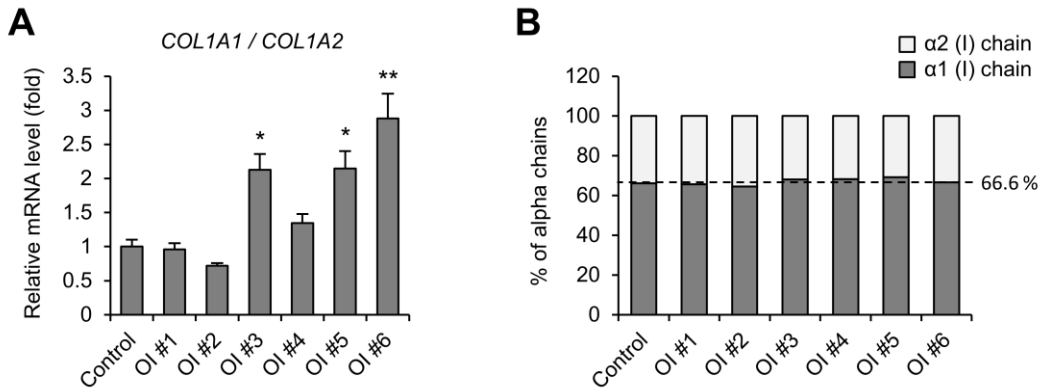 A
COL1A1 / COL1A2
Relative mRNA level (fold)
3.5
3
2.5
2
1.5
1
0.5
0
*
*
**
Control
OI #1
OI #2
OI #3
OI #4
OI #5
OI #6
B
α2 (I) chain
α1 (I) chain
% of alpha chains
120
100
80
60
40
20
0
66.6 %
Control
OI #1
OI #2
OI #3
OI #4
OI #5
OI #6